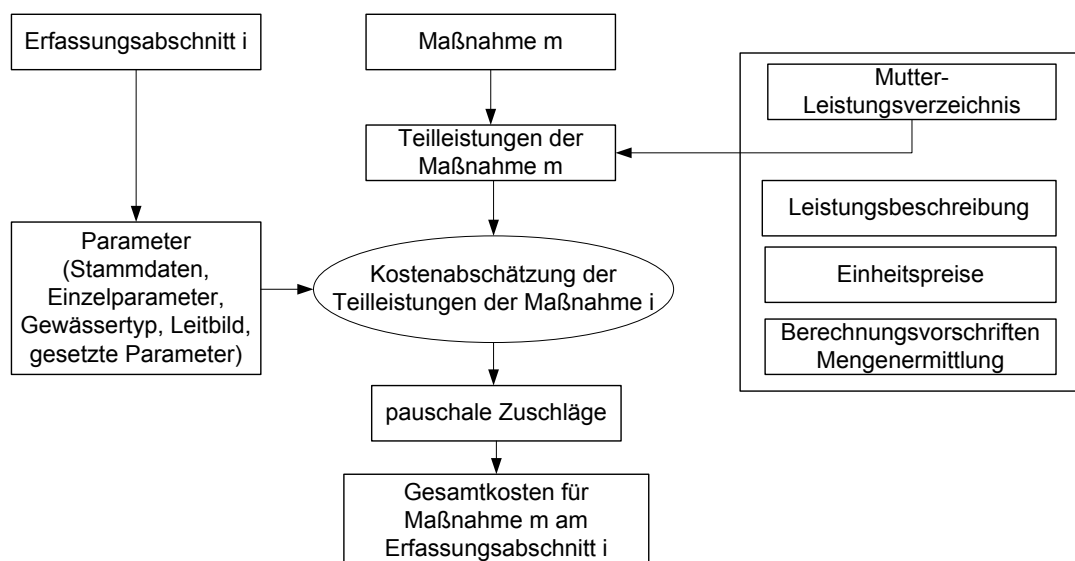 Erfassungsabschnitt i
Maßnahme m
Mutter-
Leistungsverzeichnis
Teilleistungen der
Maßnahme m
Leistungsbeschreibung
Parameter
(Stammdaten,
Einzelparameter,
Gewässertyp, Leitbild,
gesetzte Parameter)
Kostenabschätzung der
Teilleistungen der Maßnahme i
Einheitspreise
Berechnungsvorschriften
Mengenermittlung
pauschale Zuschläge
Gesamtkosten für
Maßnahme m am
Erfassungsabschnitt i